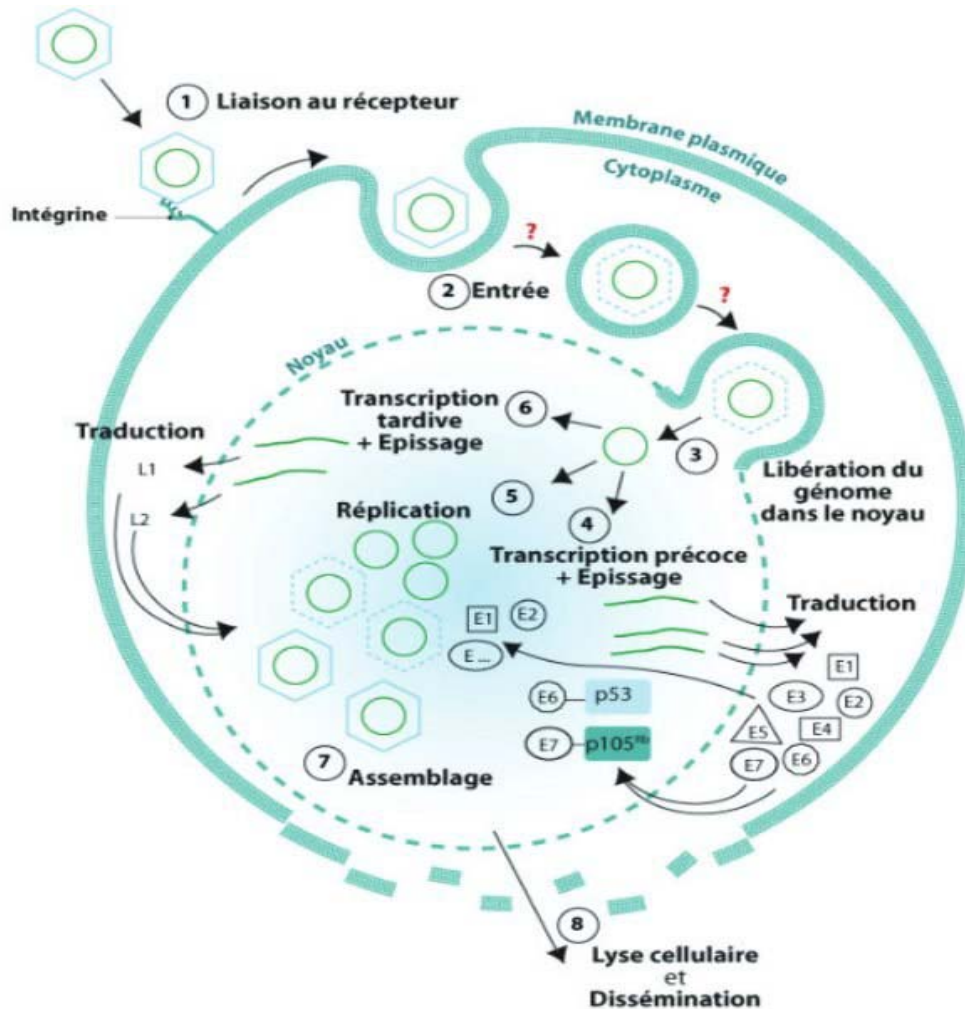 1 Liaison au récepteur
Membrane plasmique
Cytoplasme
Intégrine
?
2 Entrée
?
Noyau
Transcription
tardive
+ Epissage
6
3
Traduction
L1
L2
Libération du
génome
dans le noyau
5
4
Réplication
Transcription précoce
+ Epissage
Traduction
E1
E2
E ...
E1
E3
E2
E5
E4
E7
E6
E6
p53
E7
p105Rb
7 Assemblage
8
Lyse cellulaire
et
Dissémination